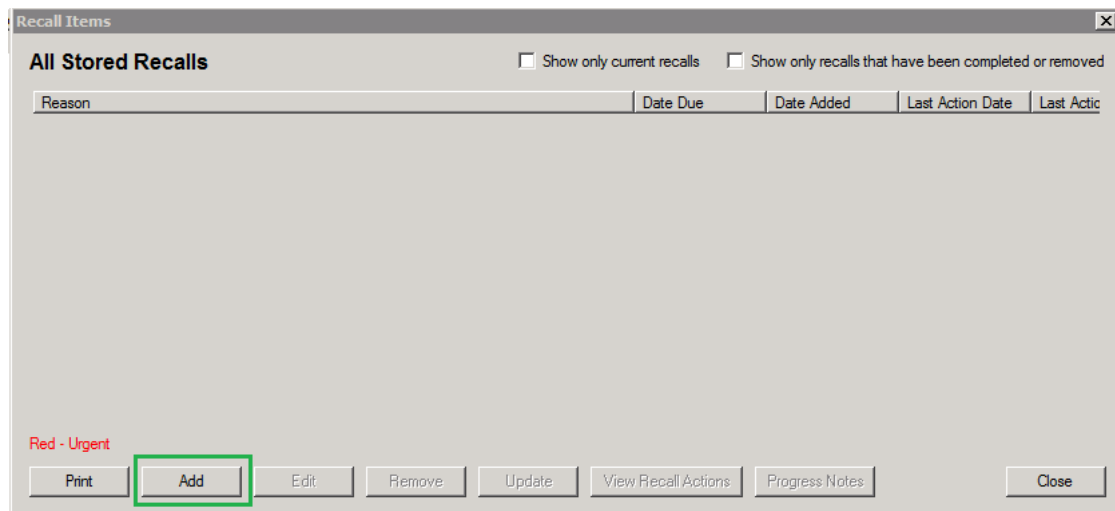 Recall Items
All Stored Recalls
Show only current recalls
Show only recalls that have been completed or removed
Reason Date Due Date Added Last Action Date Last Actic
Red - Urgent
Print Add Edit Remove Update View Recall Actions Progress Notes Close